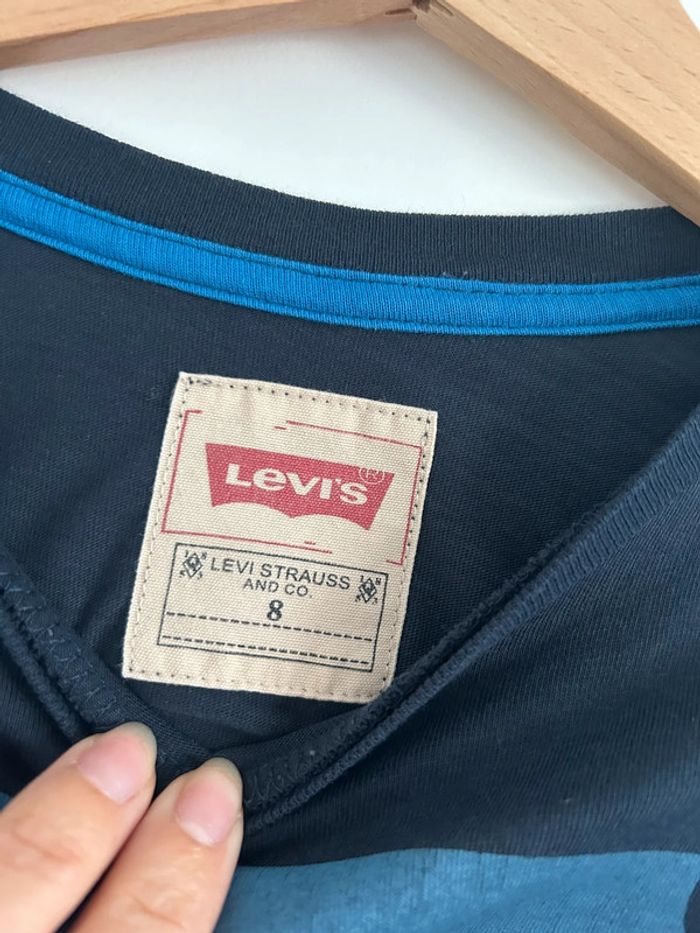 LEVI'S®
LEVI STRAUSS
AND CO.
8